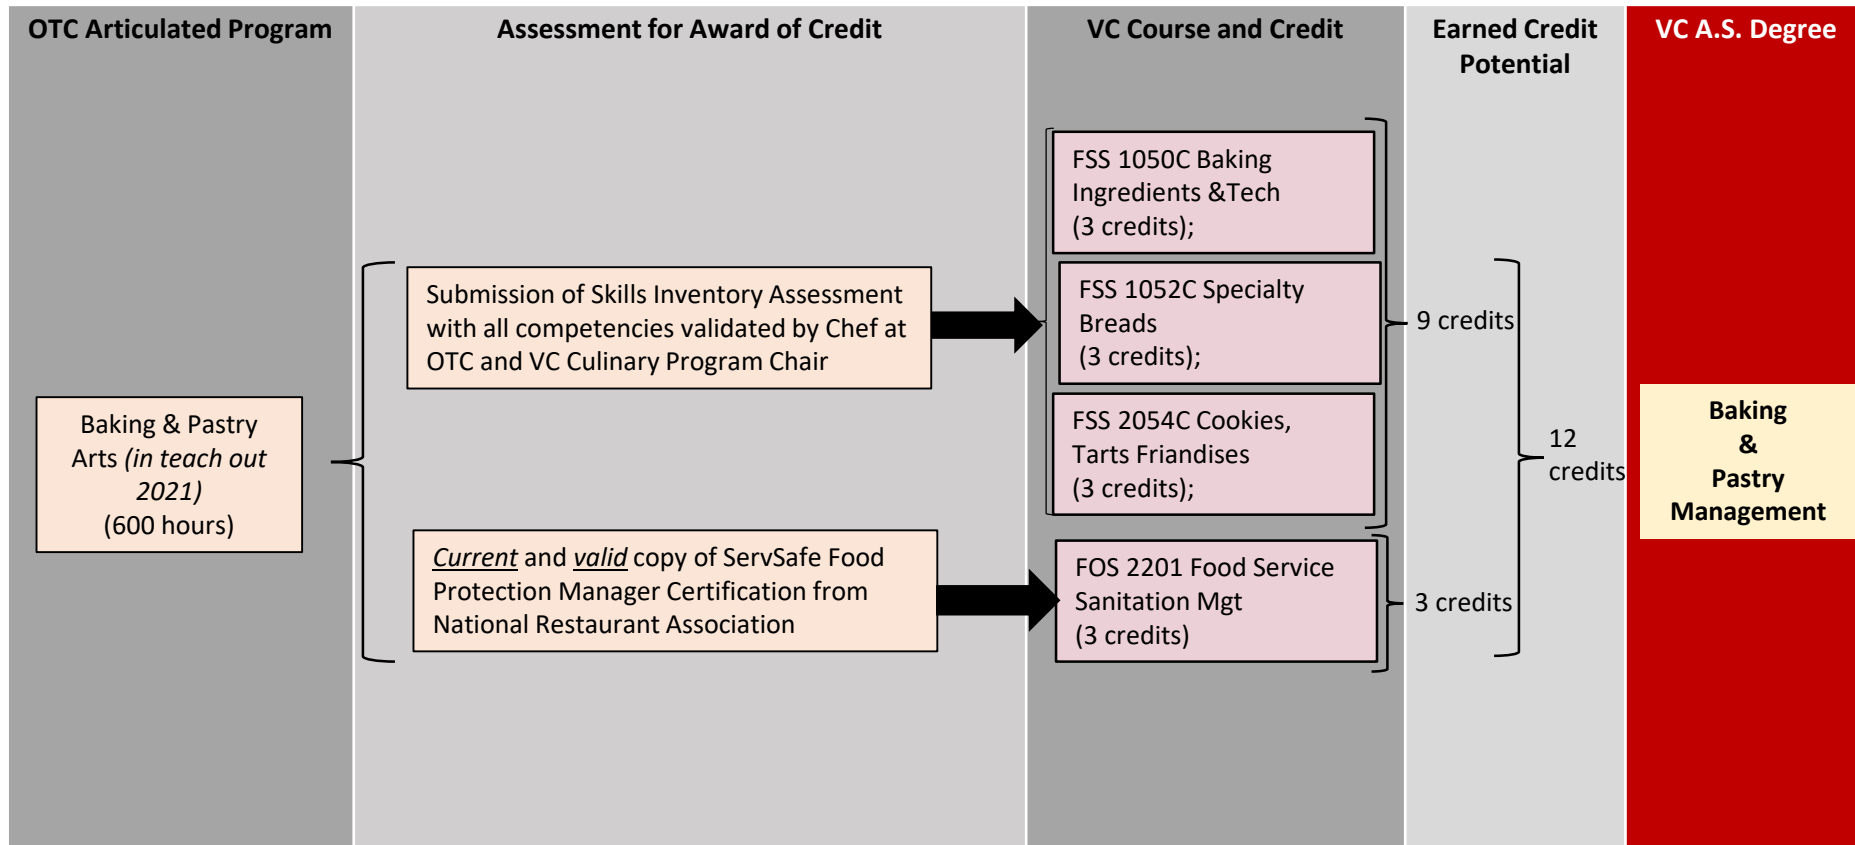 OTC Articulated Program
Assessment for Award of Credit
VC Course and Credit
Earned Credit
Potential
VC A.S. Degree
Baking & Pastry
Arts (in teach out
2021)
(600 hours)
Submission of Skills Inventory Assessment
with all competencies validated by Chef at
OTC and VC Culinary Program Chair
Current and valid copy of ServSafe Food
Protection Manager Certification from
National Restaurant Association
FSS 1050C Baking
Ingredients &Tech
(3 credits);
FSS 1052C Specialty
Breads
(3 credits);
FSS 2054C Cookies,
Tarts Friandises
(3 credits);
FOS 2201 Food Service
Sanitation Mgt
(3 credits)
9 credits
3 credits
12
credits
Baking
&
Pastry
Management